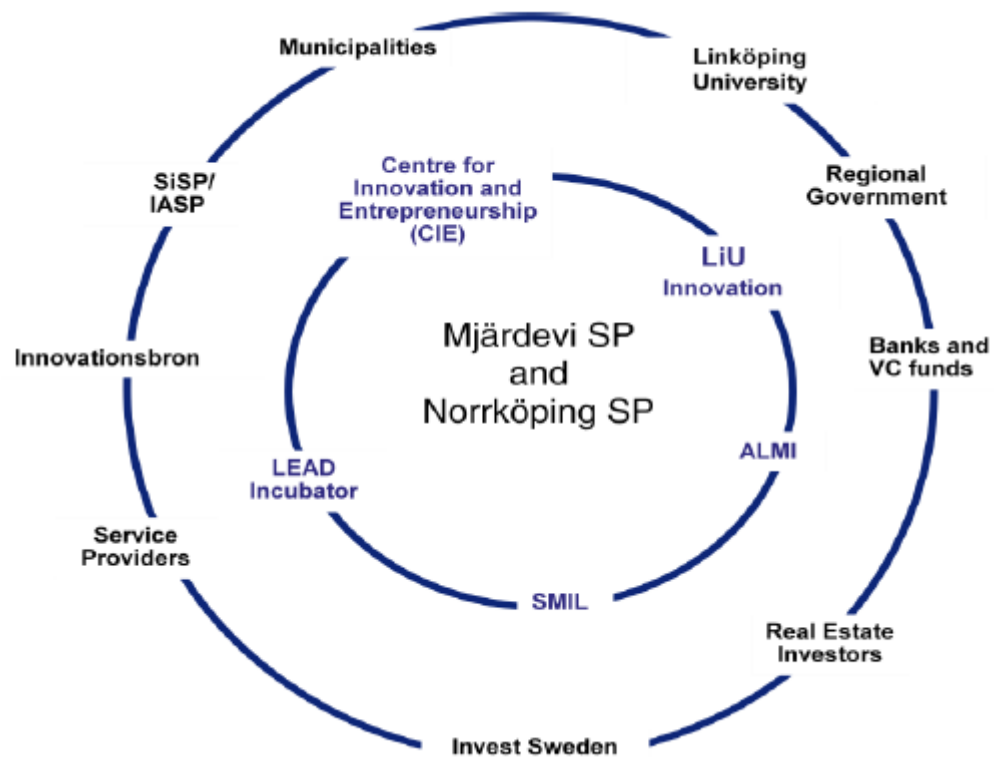 Municipalities
Linköping
University
SiSP/
IASP
Centre for
Innovation and
Entrepreneurship
(CIE)
Regional
Government
LiU
Innovation
Innovationsbron
Mjärdevi SP
and
Norrköping SP
Banks and
VC funds
LEAD
Incubator
ALMI
Service
Providers
SMIL
Real Estate
Investors
Invest Sweden